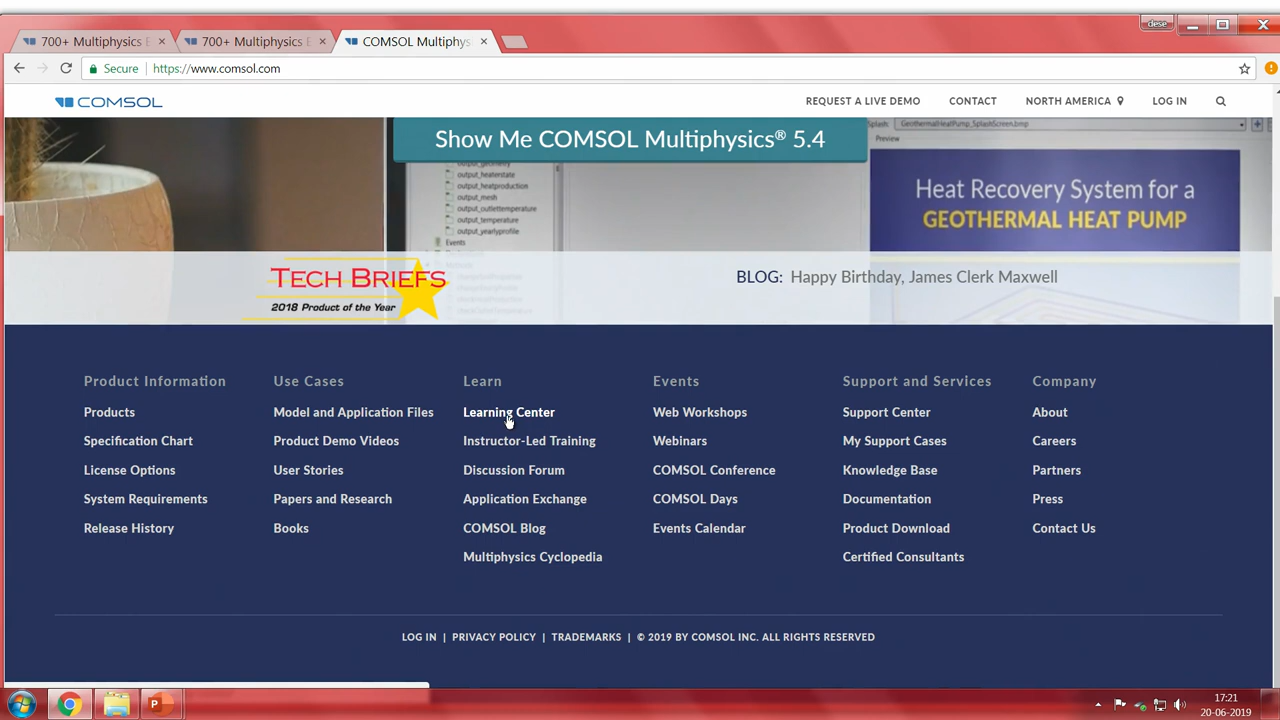 dese
700+ Multiphysics
700+ Multiphysics
COMSOL Multiphys
Secure
https://www.comsol.com
COMSOL
REQUEST A LIVE DEMO
CONTACT
NORTH AMERICA
LOG IN
Show Me COMSOL Multiphysics® 5.4
Splash:
GeothermalHeatPump_SplashScreen.bmp
Preview
output_geometry
output_heaterstate
output_heatproduction
output_mesh
output_outlettemperature
output_temperature
output_yearlyprofile
Events
Heat Recovery System for a
GEOTHERMAL HEAT PUMP
TECH BRIEFS
2018 Product of the Year
BLOG: Happy Birthday, James Clerk Maxwell
Product Information
Products
Specification Chart
License Options
System Requirements
Release History
Use Cases
Model and Application Files
Product Demo Videos
User Stories
Papers and Research
Books
Learn
Learning Center
Instructor-Led Training
Discussion Forum
Application Exchange
COMSOL Blog
Multiphysics Cyclopedia
Events
Web Workshops
Webinars
COMSOL Conference
COMSOL Days
Events Calendar
Support and Services
Support Center
My Support Cases
Knowledge Base
Documentation
Product Download
Certified Consultants
Company
About
Careers
Partners
Press
Contact Us
LOG IN | PRIVACY POLICY | TRADEMARKS | © 2019 BY COMSOL INC. ALL RIGHTS RESERVED
17:21
20-06-2019